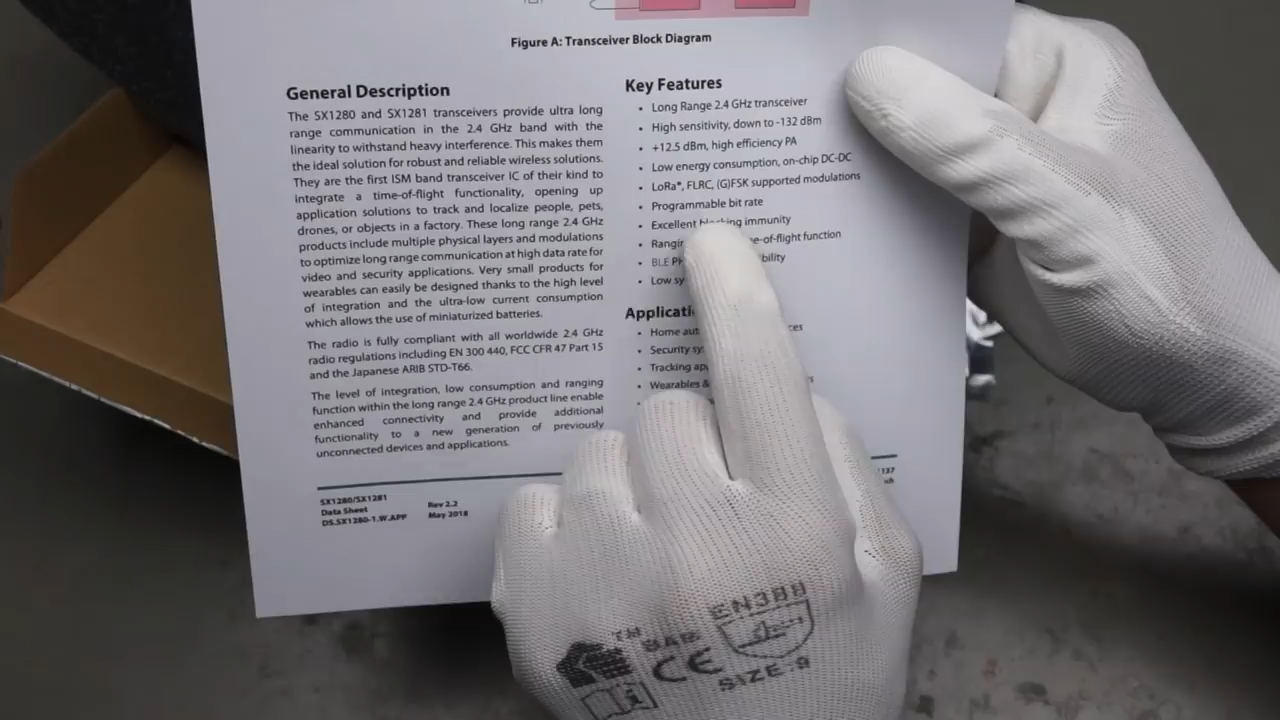 Figure A: Transceiver Block Diagram
General Description
The SX1280 and SX1281 transceivers provide ultra long
range communication in the 2.4 GHz band with the
linearity to withstand heavy interference. This makes them
the ideal solution for robust and reliable wireless solutions.
They are the first ISM band transceiver IC of their kind to
integrate a time-of-flight functionality, opening up
application solutions to track and localize people, pets,
drones, or objects in a factory. These long range 2.4 GHz
products include multiple physical layers and modulations
to optimize long range communication at high data rate for
video and security applications. Very small products for
wearables can easily be designed thanks to the high level
of integration and the ultra-low current consumption
which allows the use of miniaturized batteries.
The radio is fully compliant with all worldwide 2.4 GHz
radio regulations including EN 300 440, FCC CFR 47 Part 15
and the Japanese ARIB STD-T66.
The level of integration, low consumption and ranging
function within the long range 2.4 GHz product line enable
enhanced connectivity and provide additional
functionality to a new generation of previously
unconnected devices and applications.
Key Features
• Long Range 2.4 GHz transceiver
• High sensitivity, down to -132 dBm
• +12.5 dBm, high efficiency PA
• Low energy consumption, on-chip DC-DC
• LoRa®, FLRC, (G)FSK supported modulations
• Programmable bit rate
• Excellent blocking immunity
• e-of-flight function
• BLE
• Low
• Home
• Security
• Tracking
• Wearables &
SX1280/SX1281
Data Sheet
DS.SX1280-1.W.APP
Rev 2.2
May 2018
137
TM
CE
EN388
SIZE-9